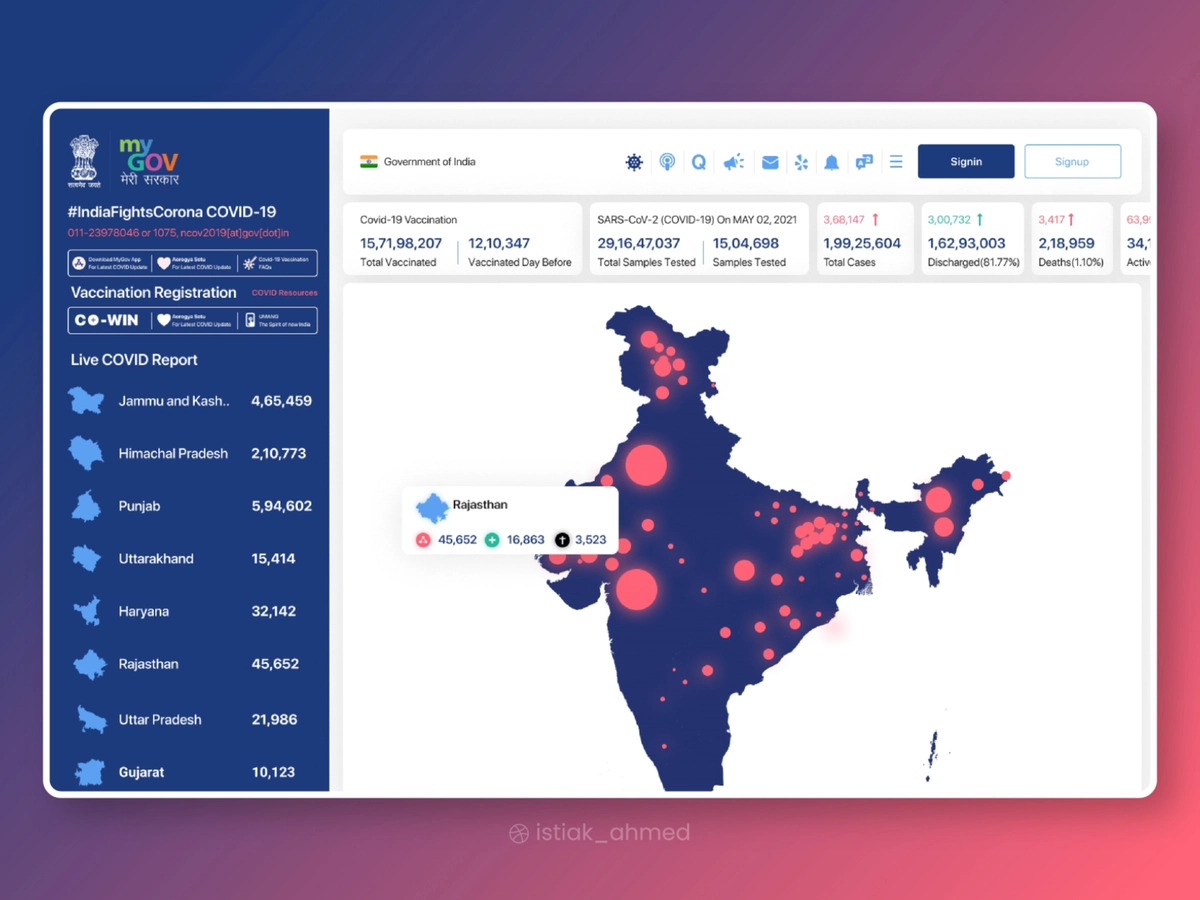 सत्यमेव जयते
my
GOV
मेरी सरकार
#IndiaFightsCorona COVID-19
011-23978046 or 1075, ncov2019[at]gov[dot]in
Download MyGov App
For Latest COVID Update
Aarogya Setu
For Latest COVID Update
Covid-19 Vaccination
FAQs
Vaccination Registration
COVID Resources
CO-WIN
Aarogya Setu
For Latest COVID Update
UMANG
The Spirit of new India
Live COVID Report
Jammu and Kash.. 4,65,459
Himachal Pradesh 2,10,773
Punjab 5,94,602
Uttarakhand 15,414
Haryana 32,142
Rajasthan 45,652
Uttar Pradesh 21,986
Gujarat 10,123
Government of India
Q
Signin
Signup
Covid-19 Vaccination
15,71,98,207 12,10,347
Total Vaccinated Vaccinated Day Before
SARS-CoV-2 (COVID-19) On MAY 02, 2021
29,16,47,037 15,04,698
Total Samples Tested Samples Tested
3,68,147
1,99,25,604
Total Cases
3,00,732
1,62,93,003
Discharged(81.77%)
3,417
2,18,959
Deaths(1.10%)
Rajasthan
45,652 16,863 3,523
istiak_ahmed